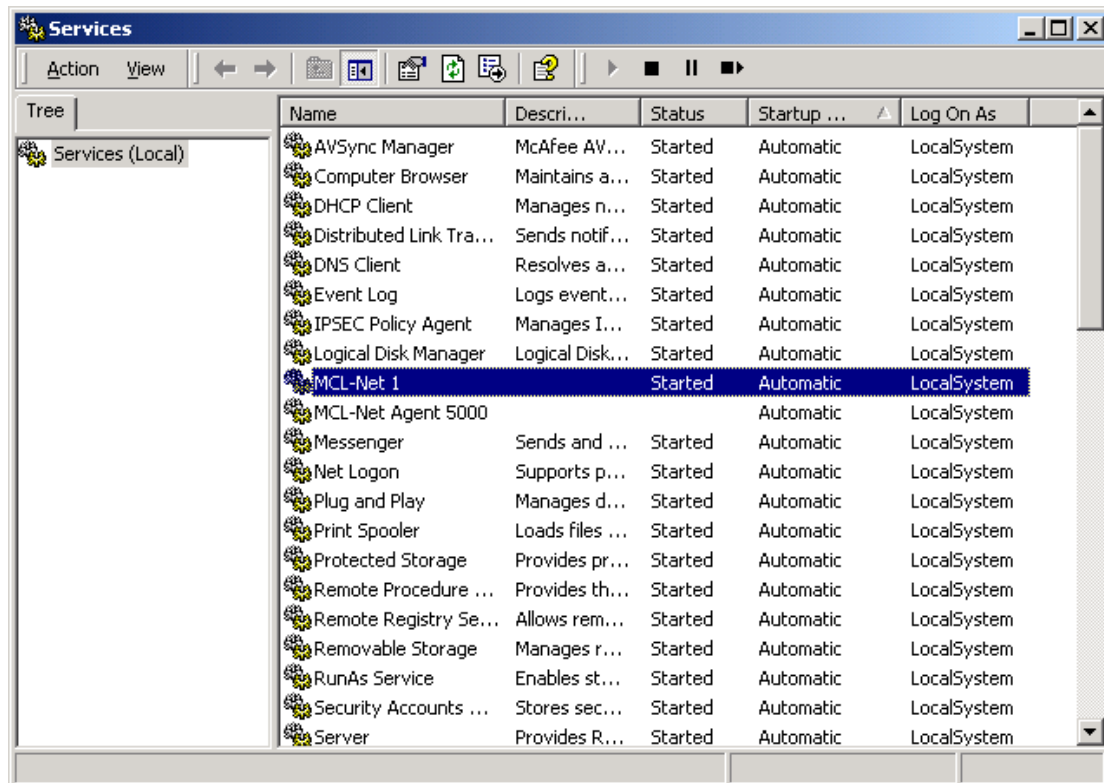 Services
Action View
Tree
Services (Local)
Name Descri... Status Startup ... Log On As
AVSync Manager McAfee AV... Started Automatic LocalSystem
Computer Browser Maintains a... Started Automatic LocalSystem
DHCP Client Manages n... Started Automatic LocalSystem
Distributed Link Tra... Sends notif... Started Automatic LocalSystem
DNS Client Resolves a... Started Automatic LocalSystem
Event Log Logs event... Started Automatic LocalSystem
IPSEC Policy Agent Manages I... Started Automatic LocalSystem
Logical Disk Manager Logical Disk... Started Automatic LocalSystem
MCL-Net 1 Started Automatic LocalSystem
MCL-Net Agent 5000 Automatic LocalSystem
Messenger Sends and ... Started Automatic LocalSystem
Net Logon Supports p... Started Automatic LocalSystem
Plug and Play Manages d... Started Automatic LocalSystem
Print Spooler Loads files ... Started Automatic LocalSystem
Protected Storage Provides pr... Started Automatic LocalSystem
Remote Procedure ... Provides th... Started Automatic LocalSystem
Remote Registry Se... Allows rem... Started Automatic LocalSystem
Removable Storage Manages r... Started Automatic LocalSystem
RunAs Service Enables st... Started Automatic LocalSystem
Security Accounts ... Stores sec... Started Automatic LocalSystem
Server Provides R... Started Automatic LocalSystem